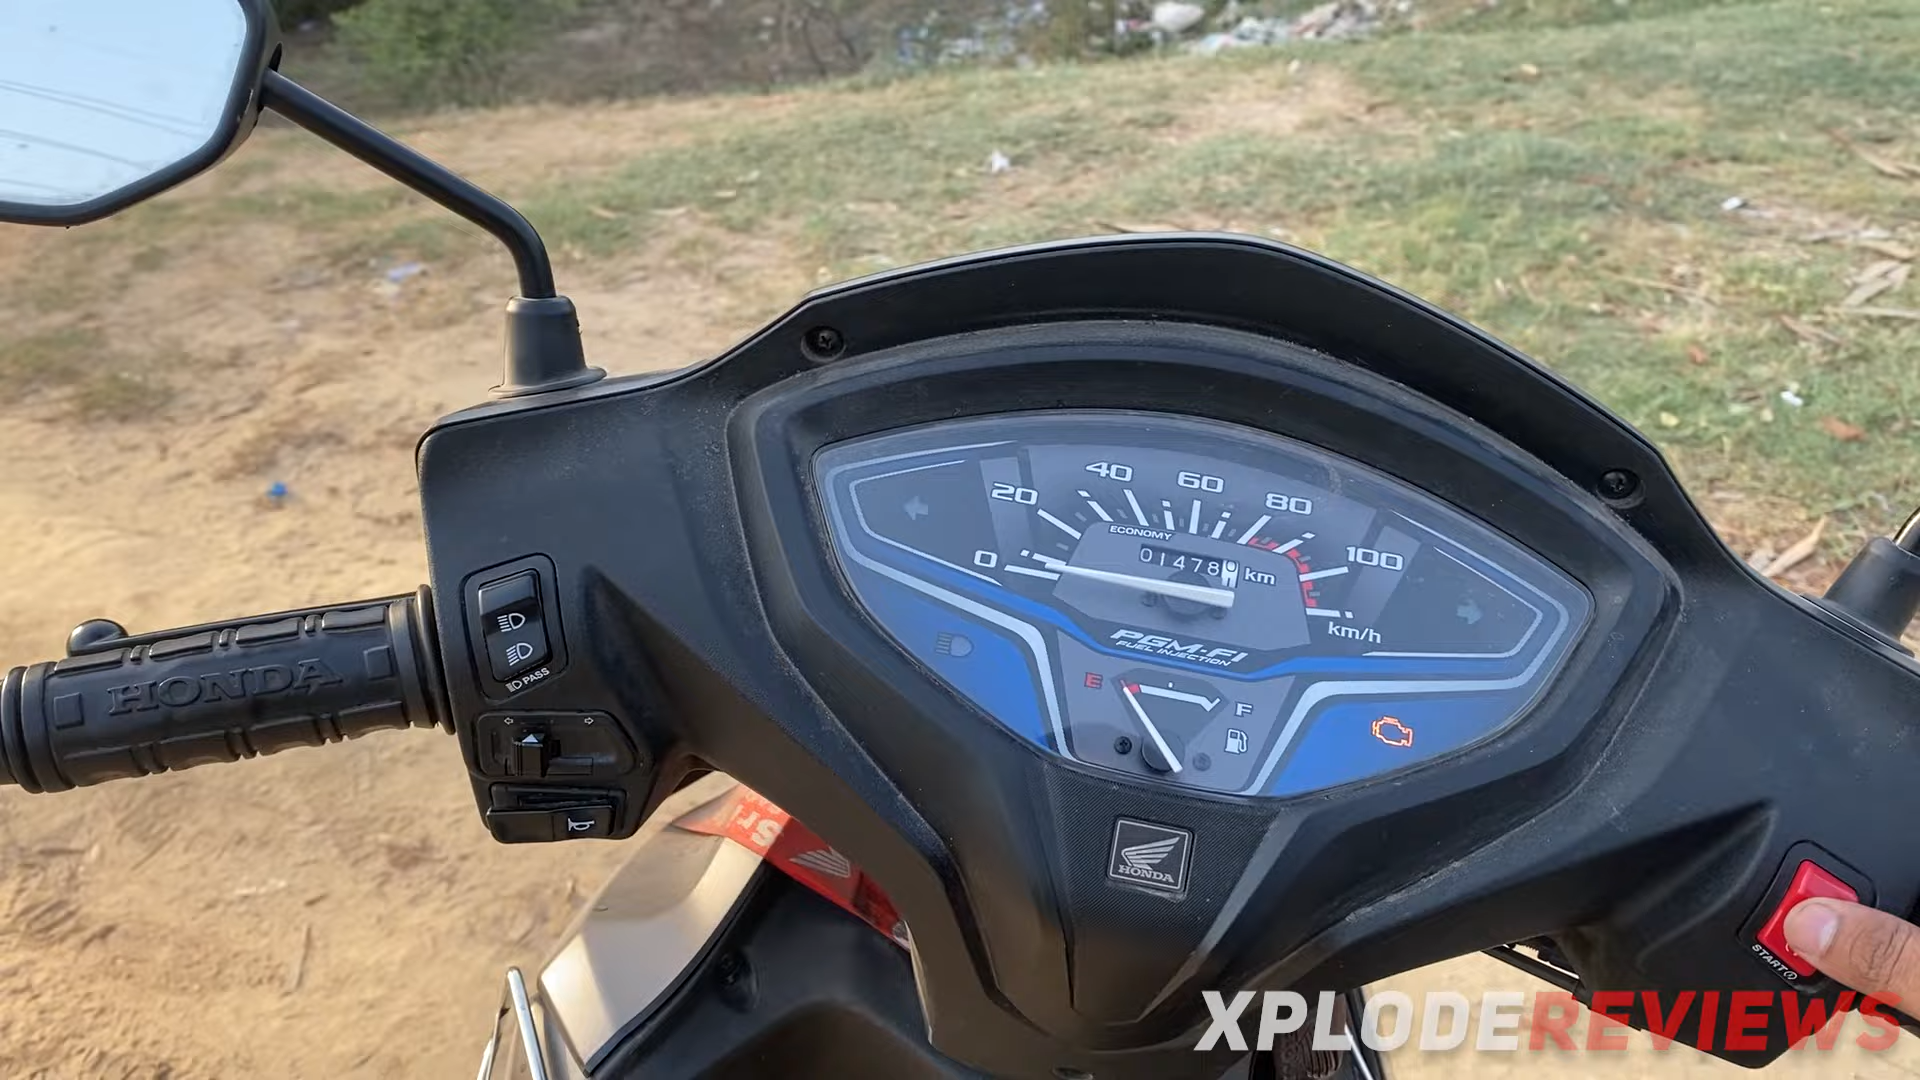 20
40
60
80
100
0
ECONOMY
01478 km
km/h
PGM-FI
FUEL INJECTION
E
F
HONDA
PASS
HONDA
START
XPLODEREVIEWS